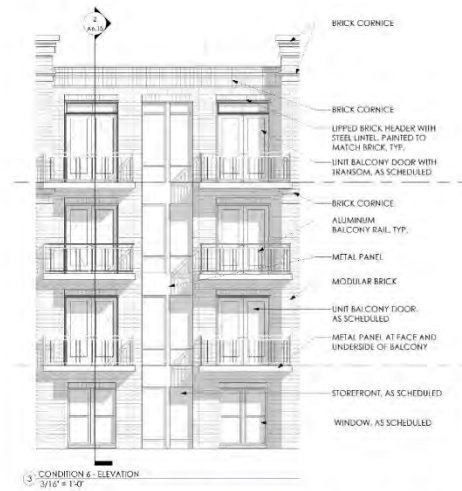 2
A6.15
BRICK CORNICE
BRICK CORNICE
LIPPED BRICK HEADER WITH
STEEL LINTEL, PAINTED TO
MATCH BRICK, TYP.
UNIT BALCONY DOOR WITH
TRANSOM, AS SCHEDULED
BRICK CORNICE
ALUMINUM
BALCONY RAIL, TYP.
METAL PANEL
MODULAR BRICK
UNIT BALCONY DOOR,
AS SCHEDULED
METAL PANEL AT FACE AND
UNDERSIDE OF BALCONY
STOREFRONT, AS SCHEDULED
WINDOW, AS SCHEDULED
3 CONDITION 6 - ELEVATION
3/16" = 1'-0"